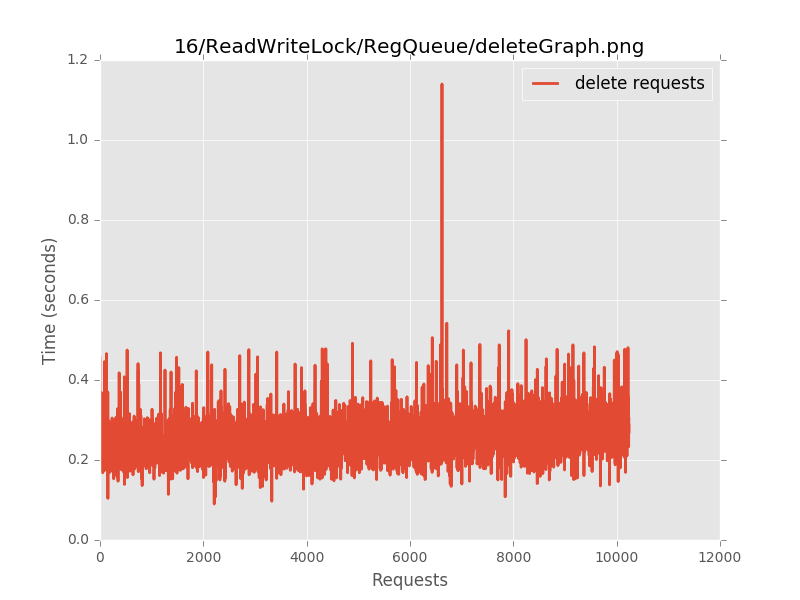 16/ReadWriteLock/RegQueue/deleteGraph.png
delete requests
1.2
1.0
0.8
0.6
0.4
0.2
0.0
Time (seconds)
0 2000 4000 6000 8000 10000 12000
Requests